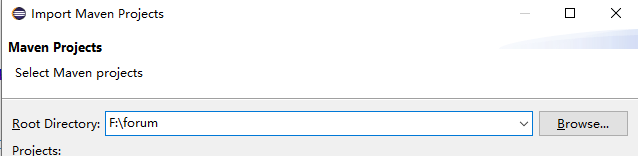 Import Maven Projects
Maven Projects
Select Maven projects
Root Directory: F:\forum Browse...
Projects: